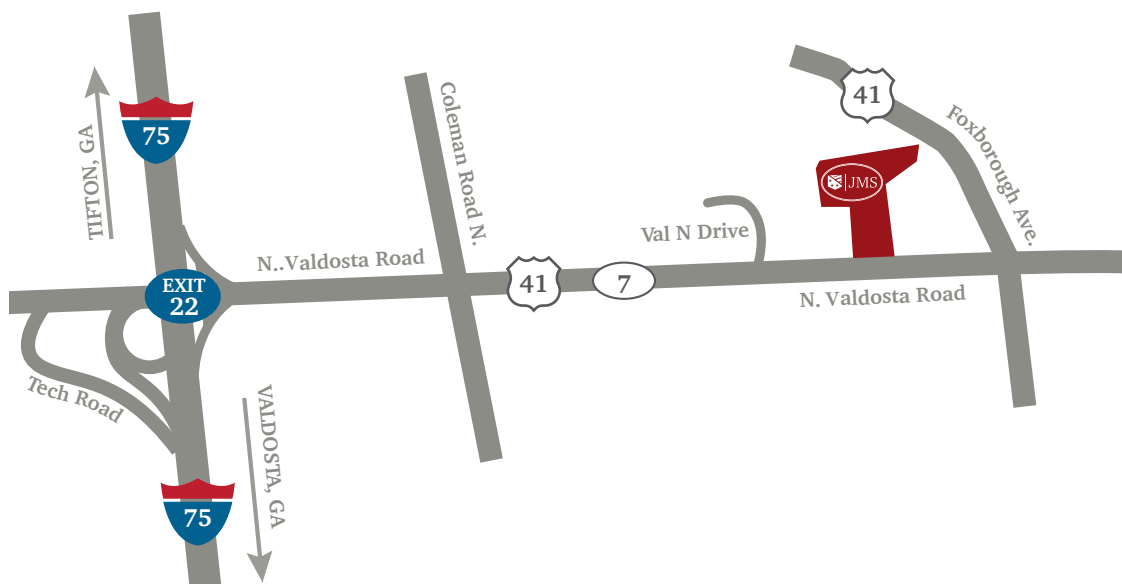 41
75
TIFTON, GA
Coleman Road N.
Foxborough Ave.
JMS
Val N Drive
N..Valdosta Road
EXIT
22
41
7
N. Valdosta Road
Tech Road
VALDOSTA, GA
75